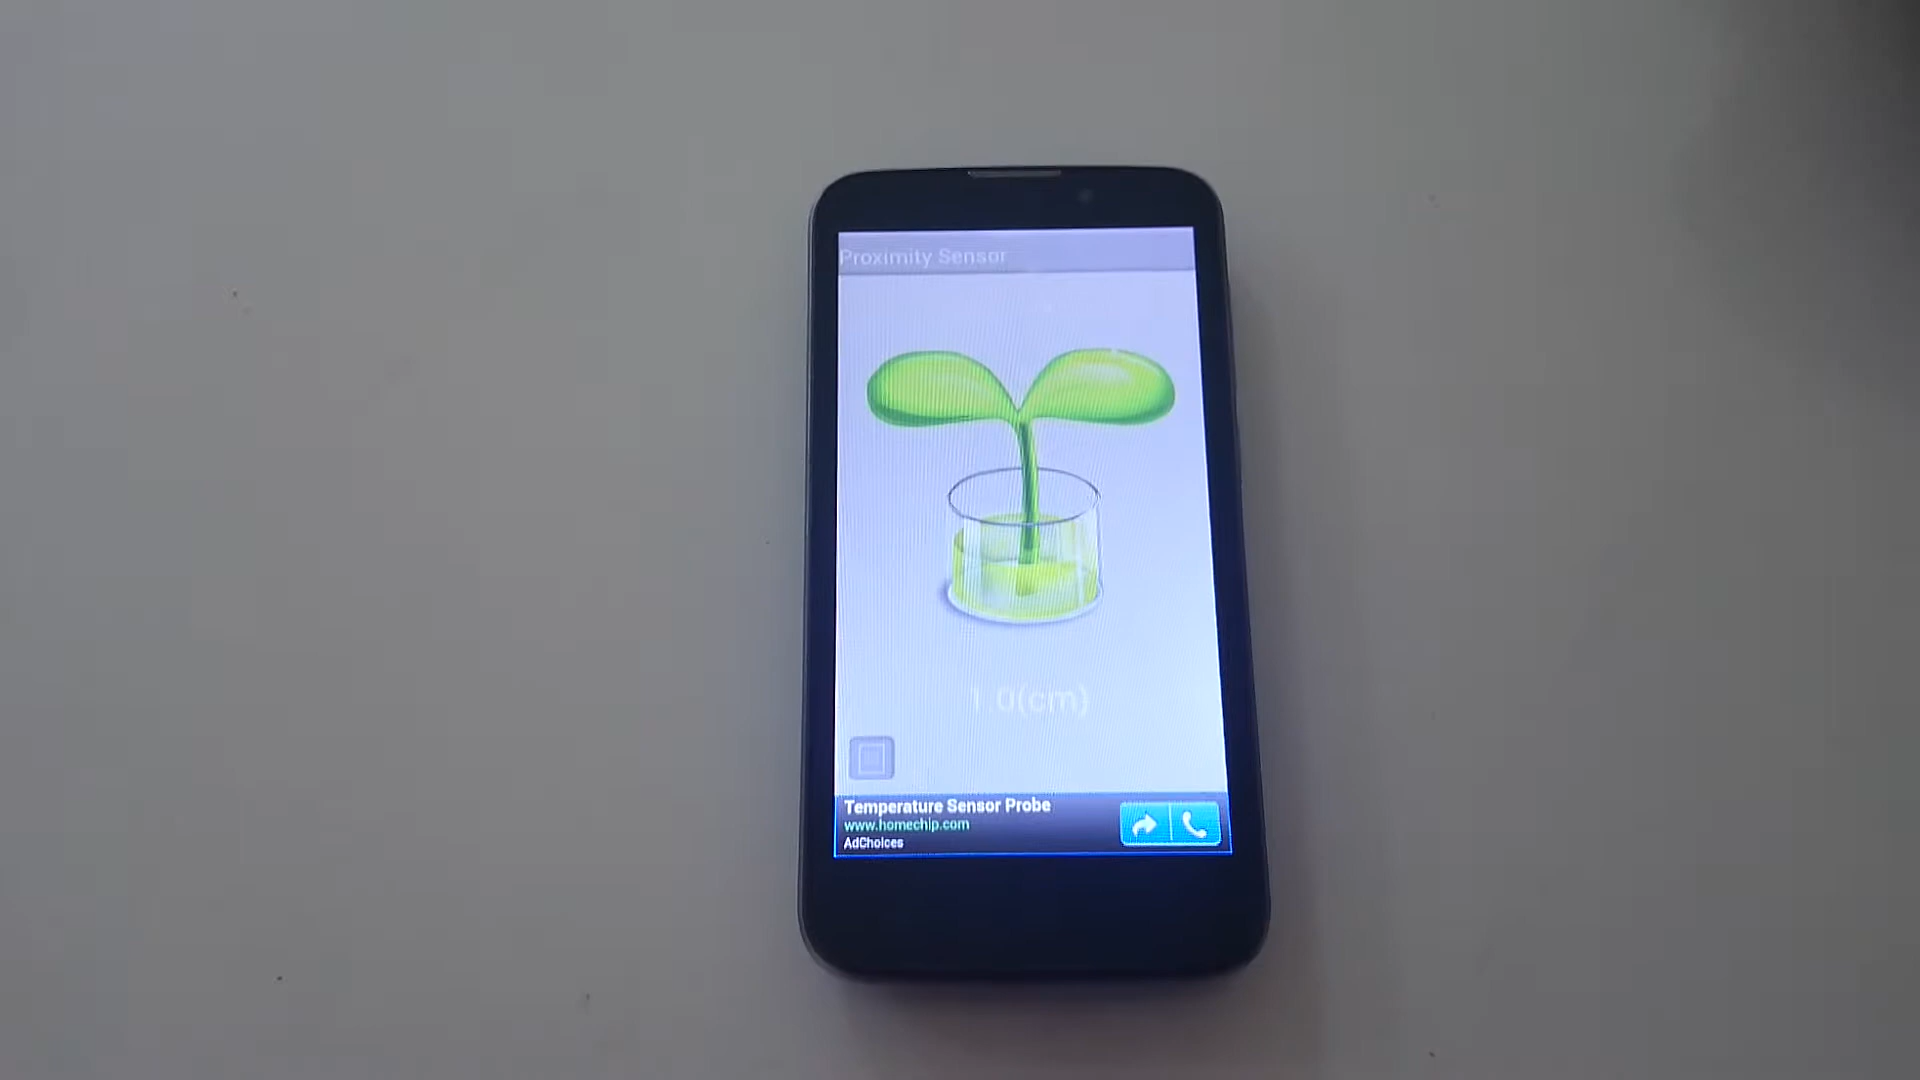 Proximity Sensor
1.0(cm)
Temperature Sensor Probe
www.homechip.com
AdChoices